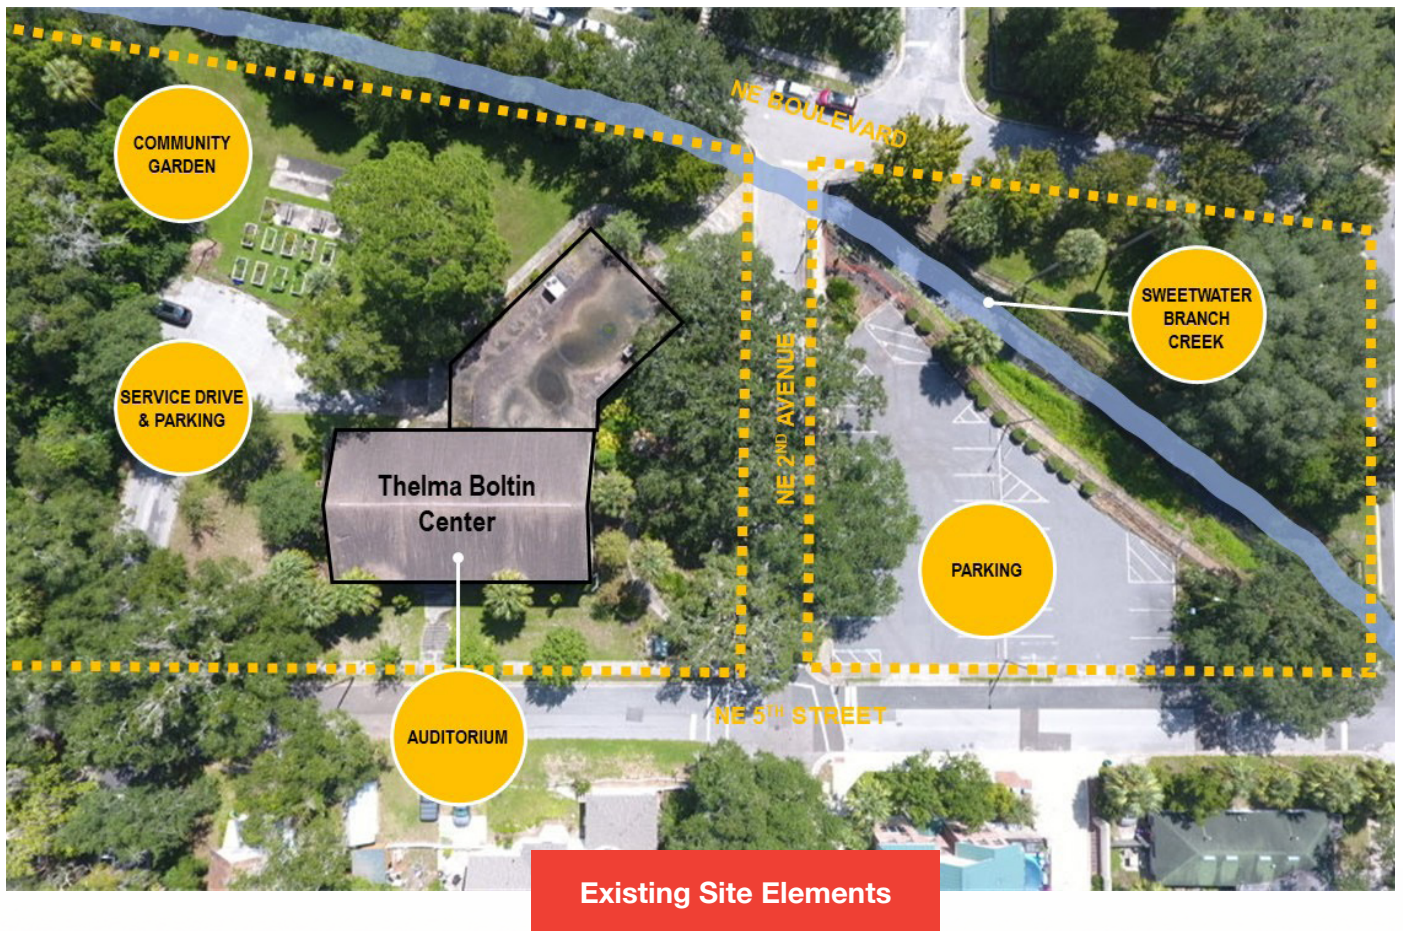 NE BOULEVARD
COMMUNITY
GARDEN
SWEETWATER
BRANCH
CREEK
SERVICE DRIVE
& PARKING
NE 2ND AVENUE
Thelma Boltin
Center
PARKING
AUDITORIUM
NE 5TH STREET
Existing Site Elements